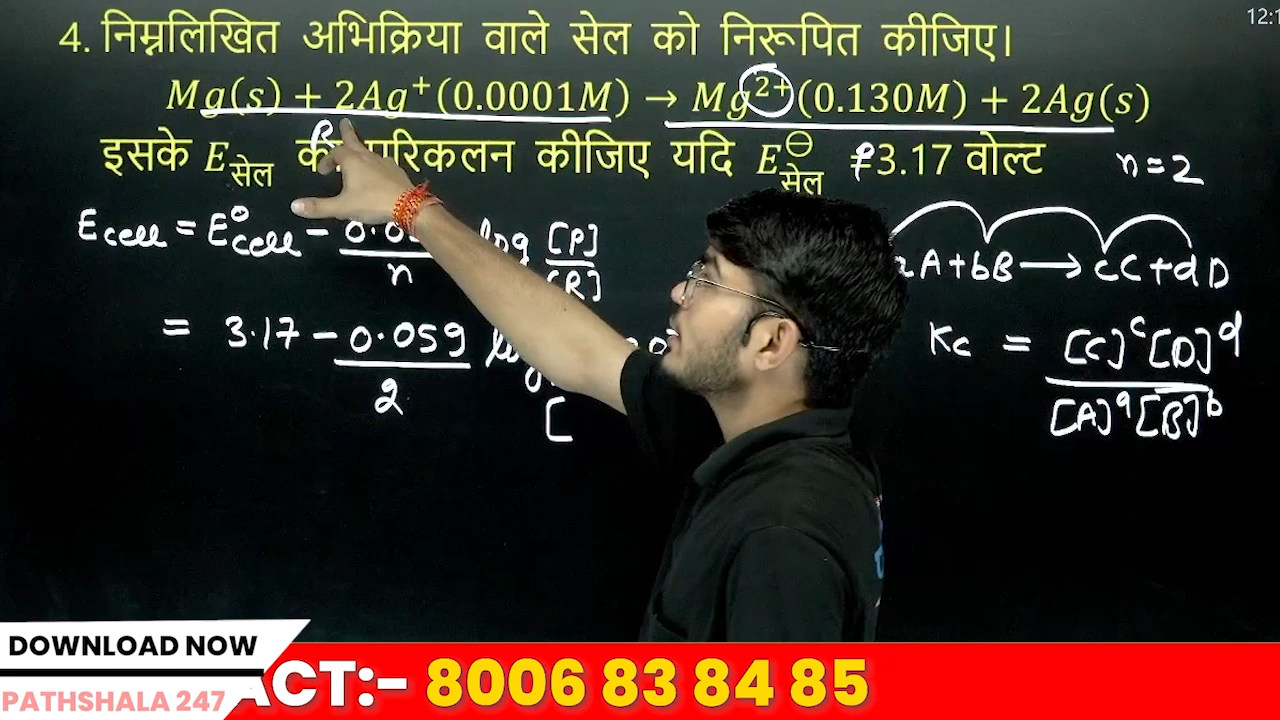 12:1
4. निम्नलिखित अभिक्रिया वाले सेल को निरूपित कीजिए।
Mg(s) + 2Ag⁺(0.0001M) → Mg²⁺(0.130M) + 2Ag(s)
इसके E सेल परिकलन कीजिए यदि E⊖ सेल = 3.17 वोल्ट
n=2
Ecell = E°cell − 0.0 / n log [P] / [R]
A+bB → cC+dD
= 3.17 − 0.059 / 2
Kc = [C]ᶜ[D]ᵈ / [A]ᵃ[B]ᵇ
DOWNLOAD NOW
ACT:- 8006 83 84 85
PATHSHALA 247